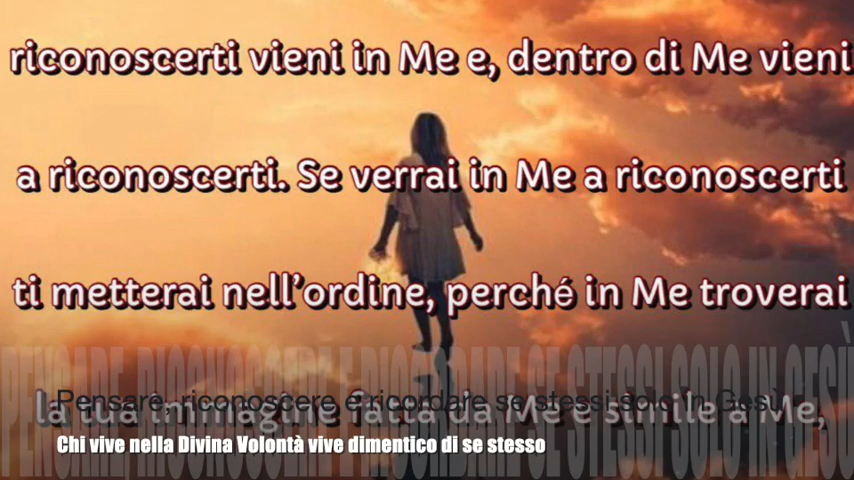 riconoscerti vieni in Me e, dentro di Me vieni
a riconoscerti. Se verrai in Me a riconoscerti
ti metterai nell'ordine, perché in Me troverai
PENSARE, RICONOSCERE E RICORDARE SE STESSI SOLO IN GESÙ
Pensare, riconoscere e ricordare se stessi solo in Gesù
la tua immagine fatta da Me e simile a Me,
Chi vive nella Divina Volontà vive dimentico di se stesso